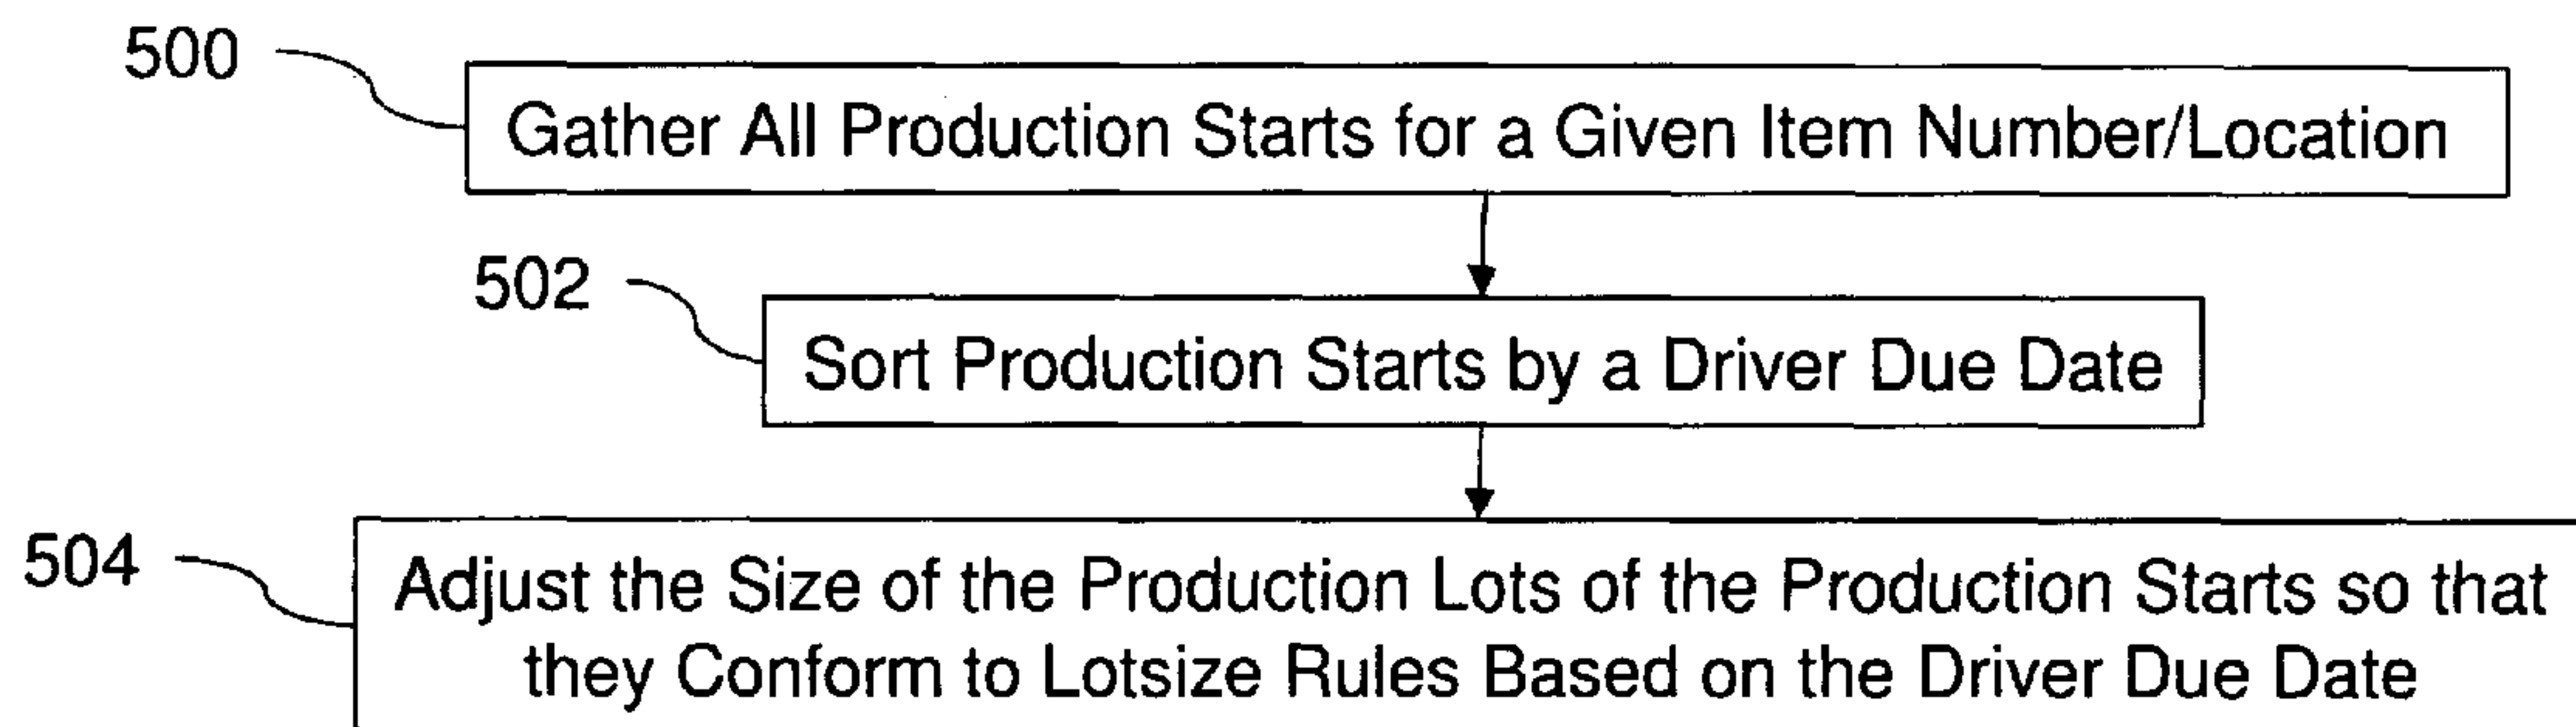 500
Gather All Production Starts for a Given Item Number/Location
502
Sort Production Starts by a Driver Due Date
504
Adjust the Size of the Production Lots of the Production Starts so that
they Conform to Lotsize Rules Based on the Driver Due Date